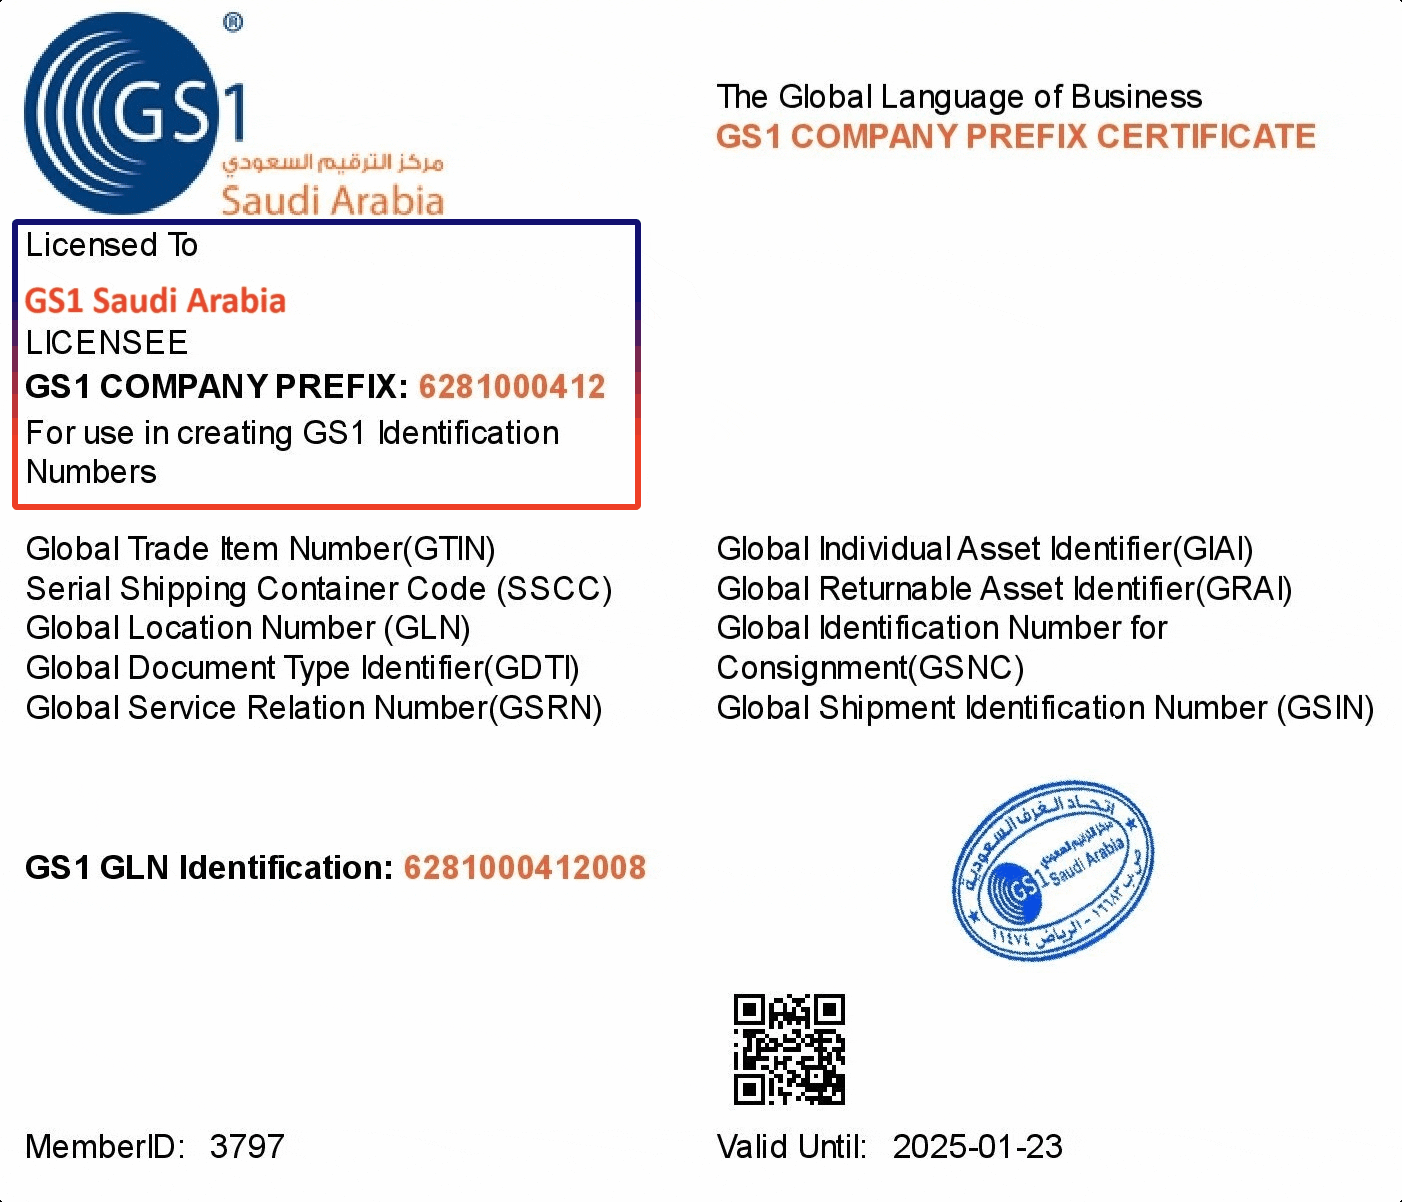 GS1 ®
مركز الترقيم السعودي
Saudi Arabia
The Global Language of Business
GS1 COMPANY PREFIX CERTIFICATE
Licensed To
GS1 Saudi Arabia
LICENSEE
GS1 COMPANY PREFIX: 6281000412
For use in creating GS1 Identification
Numbers
Global Trade Item Number(GTIN)
Serial Shipping Container Code (SSCC)
Global Location Number (GLN)
Global Document Type Identifier(GDTI)
Global Service Relation Number(GSRN)
Global Individual Asset Identifier(GIAI)
Global Returnable Asset Identifier(GRAI)
Global Identification Number for
Consignment(GSNC)
Global Shipment Identification Number (GSIN)
GS1 GLN Identification: 6281000412008
اتحاد الغرف السعودية
مركز الترقيم السعودي
GS1 Saudi Arabia
ص.ب ١٦٦٨٣ - الرياض ١١٤٧٤
MemberID: 3797
Valid Until: 2025-01-23